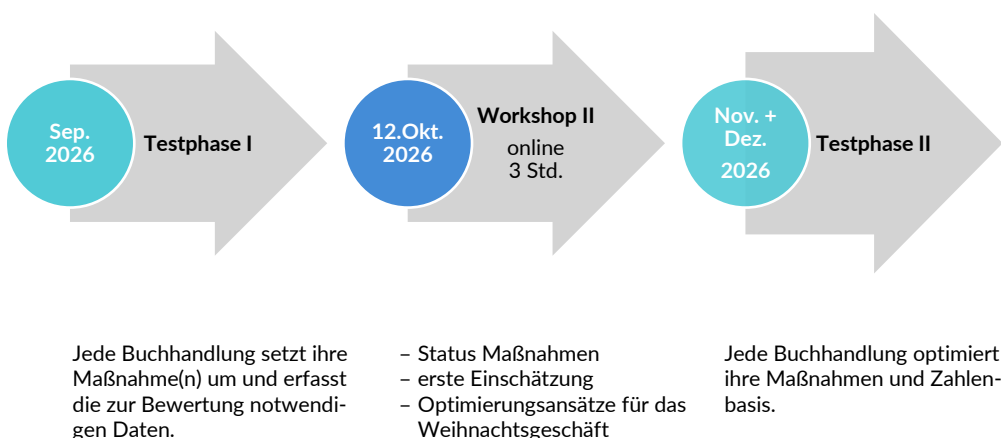 Sep.
2026
Testphase I
12.Okt.
2026
Workshop II
online
3 Std.
Nov. +
Dez.
2026
Testphase II
Jede Buchhandlung setzt ihre
Maßnahme(n) um und erfasst
die zur Bewertung notwendi-
gen Daten.
– Status Maßnahmen
– erste Einschätzung
– Optimierungsansätze für das
Weihnachtsgeschäft
Jede Buchhandlung optimiert
ihre Maßnahmen und Zahlen-
basis.